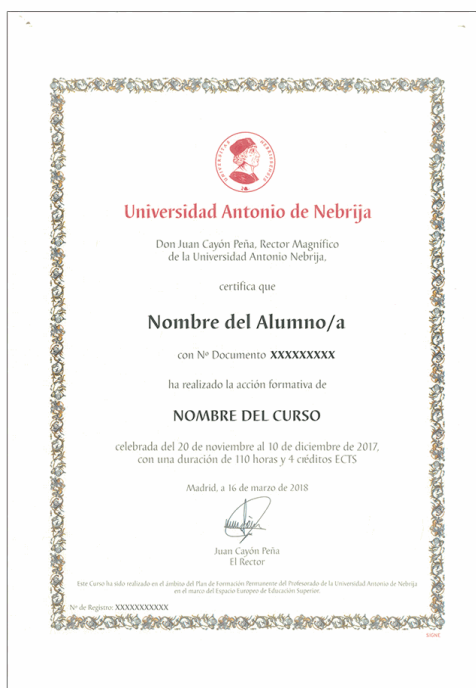 Universidad Antonio de Nebrija
Don Juan Cayón Peña, Rector Magnífico
de la Universidad Antonio Nebrija,
certifica que
Nombre del Alumno/a
con Nº Documento XXXXXXXXX
ha realizado la acción formativa de
NOMBRE DEL CURSO
celebrada del 20 de noviembre al 10 de diciembre de 2017,
con una duración de 110 horas y 4 créditos ECTS
Madrid, a 16 de marzo de 2018
Juan Cayón Peña
El Rector
Este Curso ha sido realizado en el ámbito del Plan de Formación Permanente del Profesorado de la Universidad Antonio de Nebrija
en el marco del Espacio Europeo de Educación Superior.
Nº de Registro: XXXXXXXXXXX
SIGNE